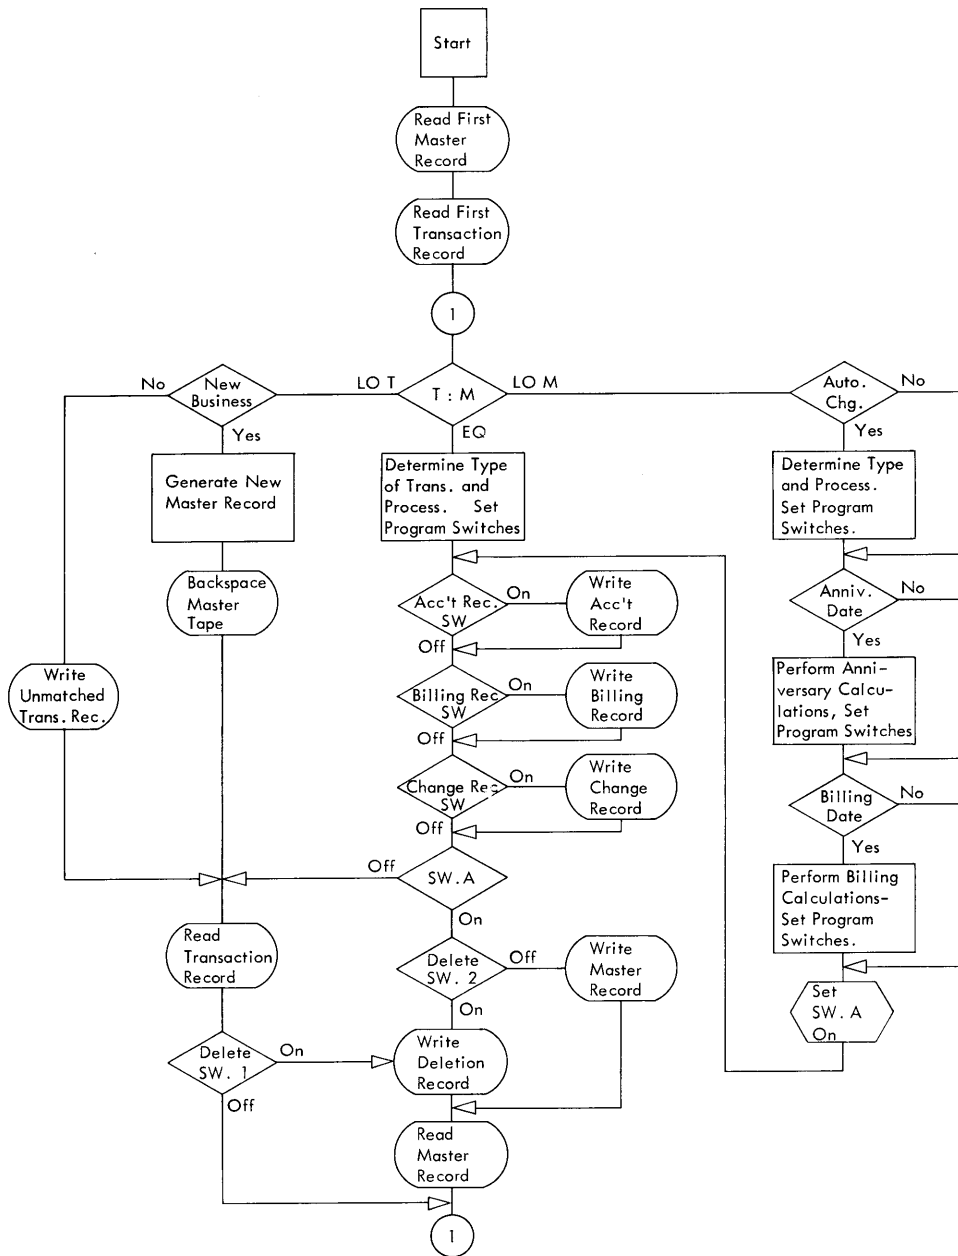 Start
Read First
Master
Record
Read First
Transaction
Record
1
No
New
Business
LO T
T : M
LO M
Auto.
Chg.
No
Yes
EQ
Yes
Generate New
Master Record
Determine Type
of Trans. and
Process. Set
Program Switches
Determine Type
and Process.
Set Program
Switches.
Backspace
Master
Tape
Acc't Rec.
SW
On
Write
Acc't
Record
Off
Anniv.
Date
No
Yes
Write
Unmatched
Trans. Rec.
Billing Rec.
SW
On
Write
Billing
Record
Off
Perform Anni-
versary Calcu-
lations, Set
Program Switches
Change Rec
SW
On
Write
Change
Record
Off
Billing
Date
No
Yes
Off
SW. A
On
Perform Billing
Calculations-
Set Program
Switches.
Read
Transaction
Record
Delete
SW. 2
Off
Write
Master
Record
On
Set
SW. A
On
Delete
SW. 1
On
Off
Write
Deletion
Record
Read
Master
Record
1